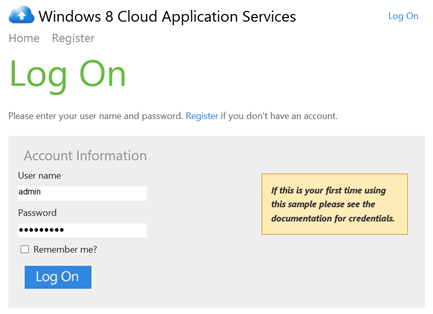 Windows 8 Cloud Application Services
Log On
Home Register
Log On
Please enter your user name and password. Register if you don't have an account.
Account Information
User name
admin
If this is your first time using
this sample please see the
documentation for credentials.
Password
•••••••••
Remember me?
Log On